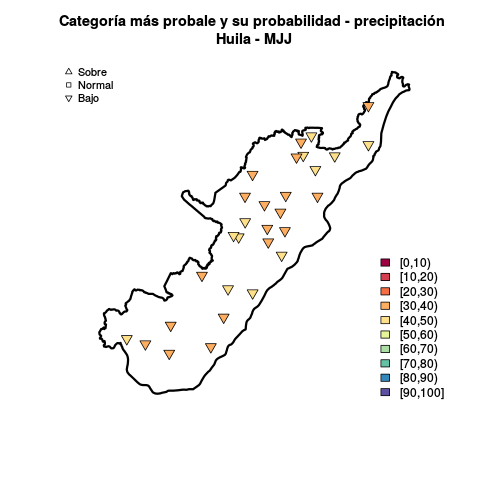 Categoría más probale y su probabilidad - precipitación
Huila - MJJ
Sobre
Normal
Bajo
[0,10)
[10,20)
[20,30)
[30,40)
[40,50)
[50,60)
[60,70)
[70,80)
[80,90)
[90,100]